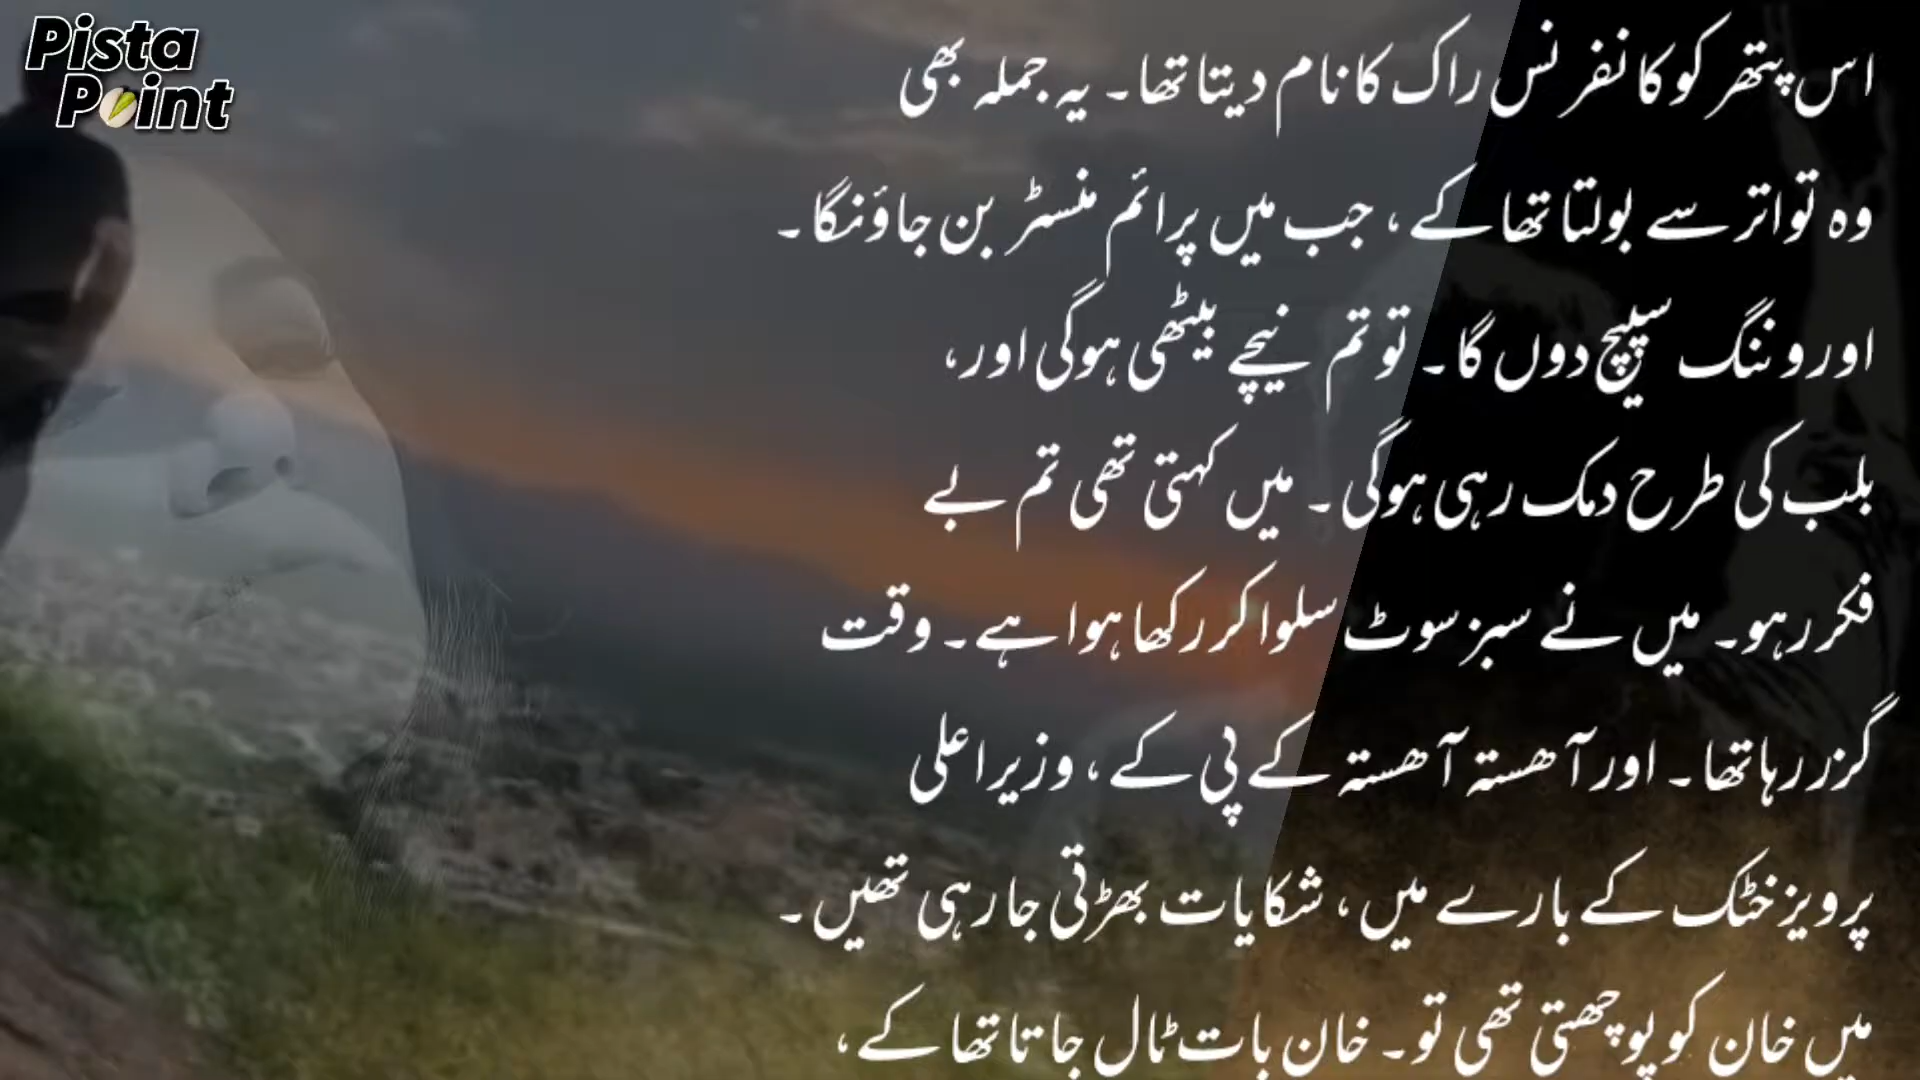 Pista
Point
اس پتھر کو کانفرنس راک کا نام دیتا تھا۔ یہ جملہ بھی
وہ تواتر سے بولتا تھا کے، جب میں پرائم منسٹر بن جاؤنگا۔
اور وننگ سپیچ دوں گا۔ تو تم نیچے بیٹھی ہوگی اور،
بلب کی طرح دمک رہی ہوگی۔ میں کہتی تھی تم بے
فکر رہو۔ میں نے سبز سوٹ سلوا کر رکھا ہوا ہے۔ وقت
گزر رہا تھا۔ اور آھستہ آھستہ کے پی کے، وزیر اعلی
پرویز خٹک کے بارے میں، شکایات بھڑتی جا رہی تھیں۔
میں خان کو پوچھتی تھی تو۔ خان بات ٹال جاتا تھا کے،